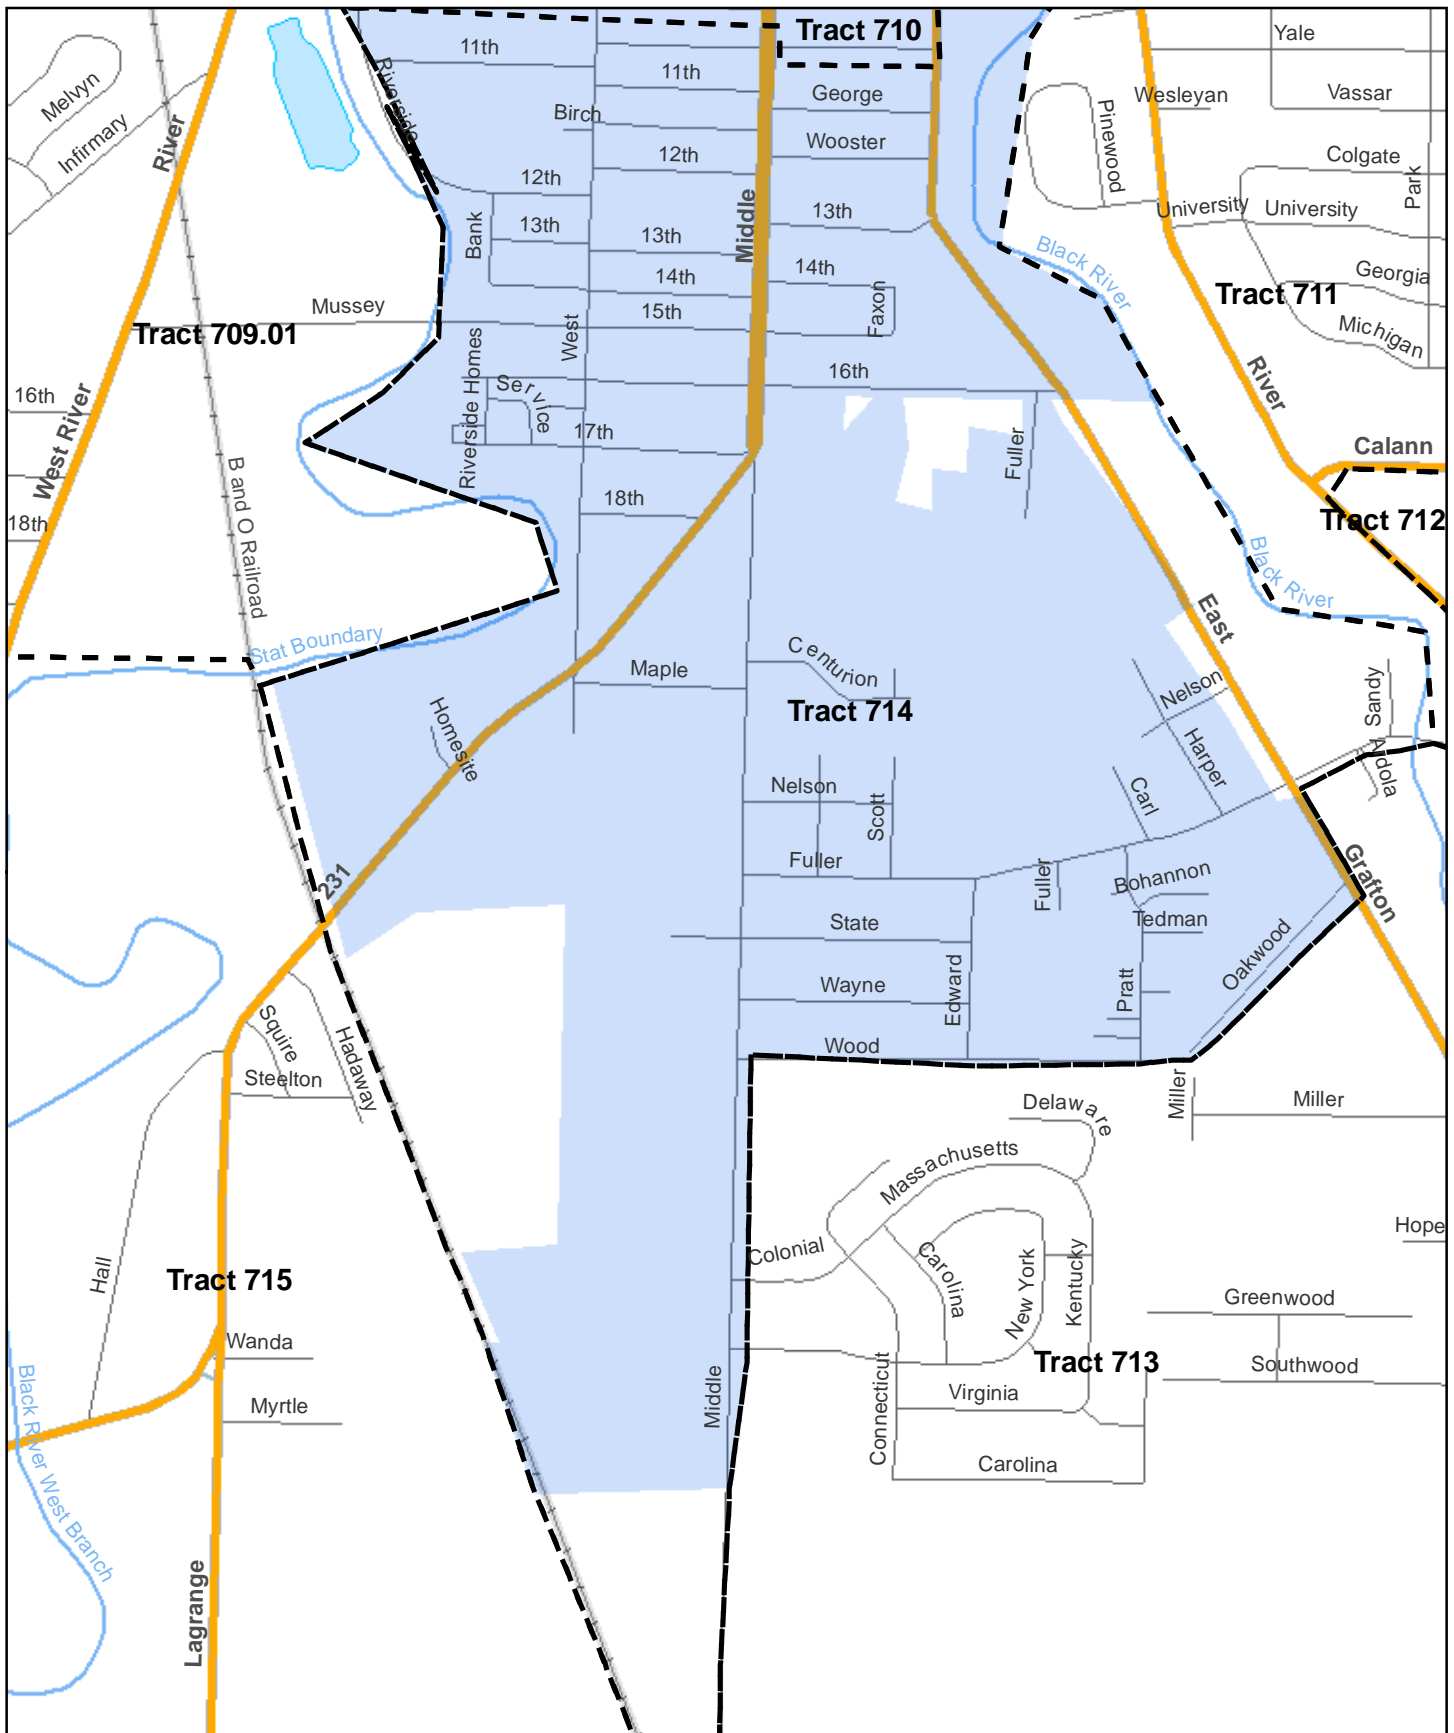 Tract 710
11th
Yale
Riverside
11th
Melvyn
George
Wesleyan
Vassar
Birch
Pinewood
Infirmary
River
Wooster
12th
Colgate
12th
Park
Middle
University
University
13th
Bank
13th
13th
Black River
14th
14th
Georgia
Tract 711
Faxon
Mussey
15th
Tract 709.01
West
Michigan
Riverside Homes
Service
16th
River
16th
West River
17th
Fuller
Calann
B and O Railroad
18th
18th
Tract 712
Black River
East
Stat Boundary
Centurion
Maple
Nelson
Sandy
Tract 714
Homesite
Harper
Ardola
Nelson
Scott
Carl
Fuller
231
Fuller
Bohannon
Grafton
State
Tedman
Oakwood
Wayne
Edward
Pratt
Squire
Hadaway
Wood
Steelton
Miller
Miller
Delaware
Massachusetts
Hope
Colonial
Carolina
New York
Kentucky
Hall
Tract 715
Greenwood
Wanda
Tract 713
Southwood
Connecticut
Middle
Virginia
Myrtle
Black River West Branch
Carolina
Lagrange